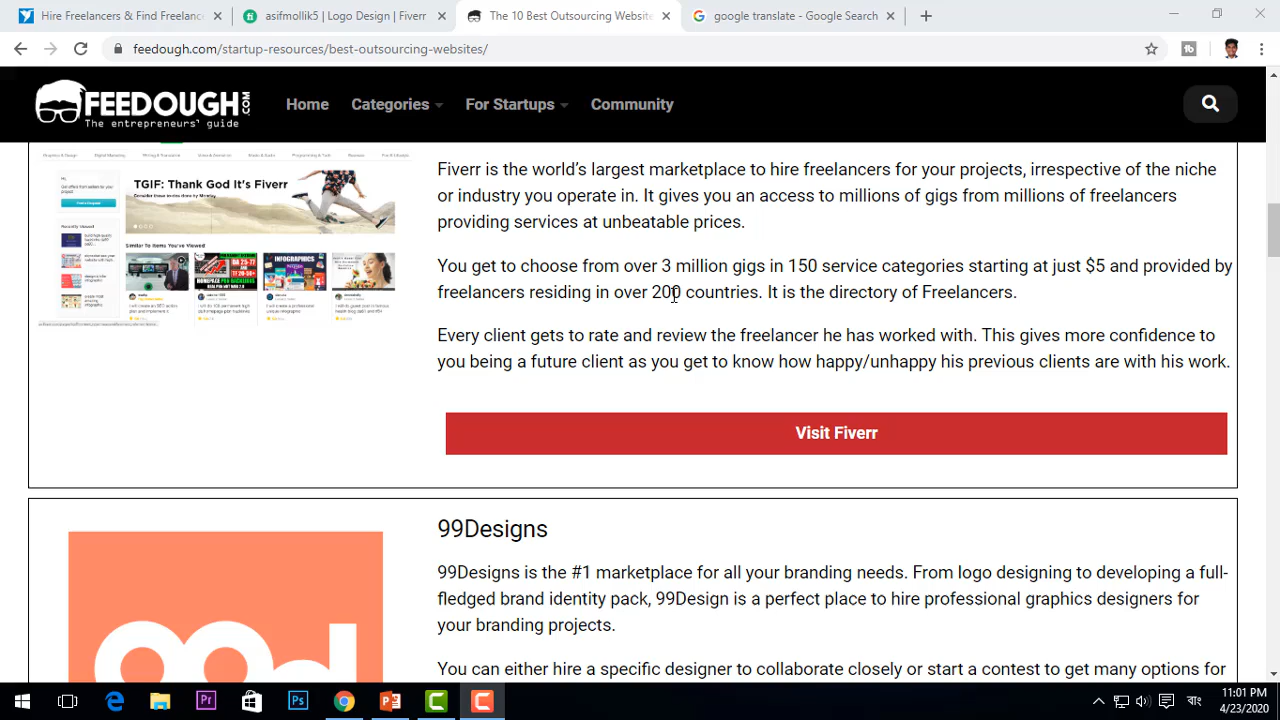 Hire Freelancers & Find Freelanc
asifmollik5 | Logo Design | Fiverr
The 10 Best Outsourcing Website
google translate - Google Search
feedough.com/startup-resources/best-outsourcing-websites/
FEEDOUGH.COM
The entrepreneurs' guide
Home
Categories
For Startups
Community
TGIF: Thank God It's Fiverr
Fiverr is the world's largest marketplace to hire freelancers for your projects, irrespective of the niche
or industry you operate in. It gives you an access to millions of gigs from millions of freelancers
providing services at unbeatable prices.
You get to choose from over 3 million gigs in 110 service categories starting at just $5 and provided by
freelancers residing in over 200 countries. It is the directory of freelancers.
Every client gets to rate and review the freelancer he has worked with. This gives more confidence to
you being a future client as you get to know how happy/unhappy his previous clients are with his work.
Visit Fiverr
99Designs
99Designs is the #1 marketplace for all your branding needs. From logo designing to developing a full-
fledged brand identity pack, 99Design is a perfect place to hire professional graphics designers for
your branding projects.
You can either hire a specific designer to collaborate closely or start a contest to get many options for
বাং
11:01 PM
4/23/2020